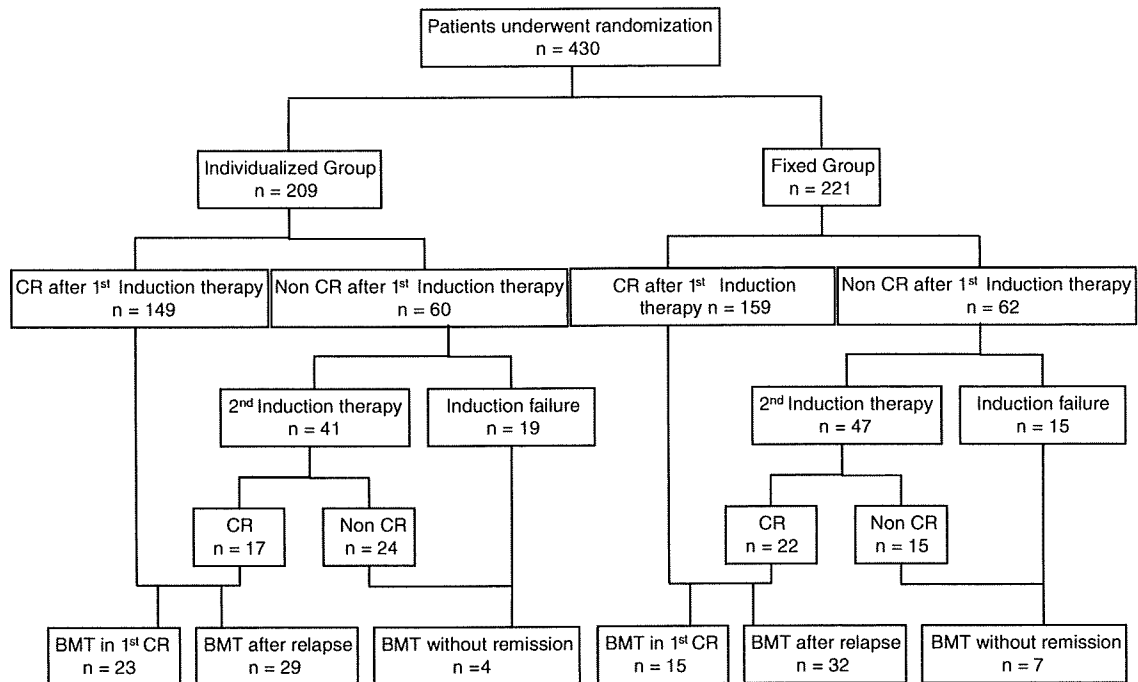 Patients underwent randomization
n = 430
Individualized Group
n = 209
Fixed Group
n = 221
CR after 1st Induction therapy
n = 149
Non CR after 1st Induction therapy
n = 60
CR after 1st Induction
therapy n = 159
Non CR after 1st Induction therapy
n = 62
2nd Induction therapy
n = 41
Induction failure
n = 19
2nd Induction therapy
n = 47
Induction failure
n = 15
CR
n = 17
Non CR
n = 24
CR
n = 22
Non CR
n = 15
BMT in 1st CR
n = 23
BMT after relapse
n = 29
BMT without remission
n =4
BMT in 1st CR
n = 15
BMT after relapse
n = 32
BMT without remission
n = 7